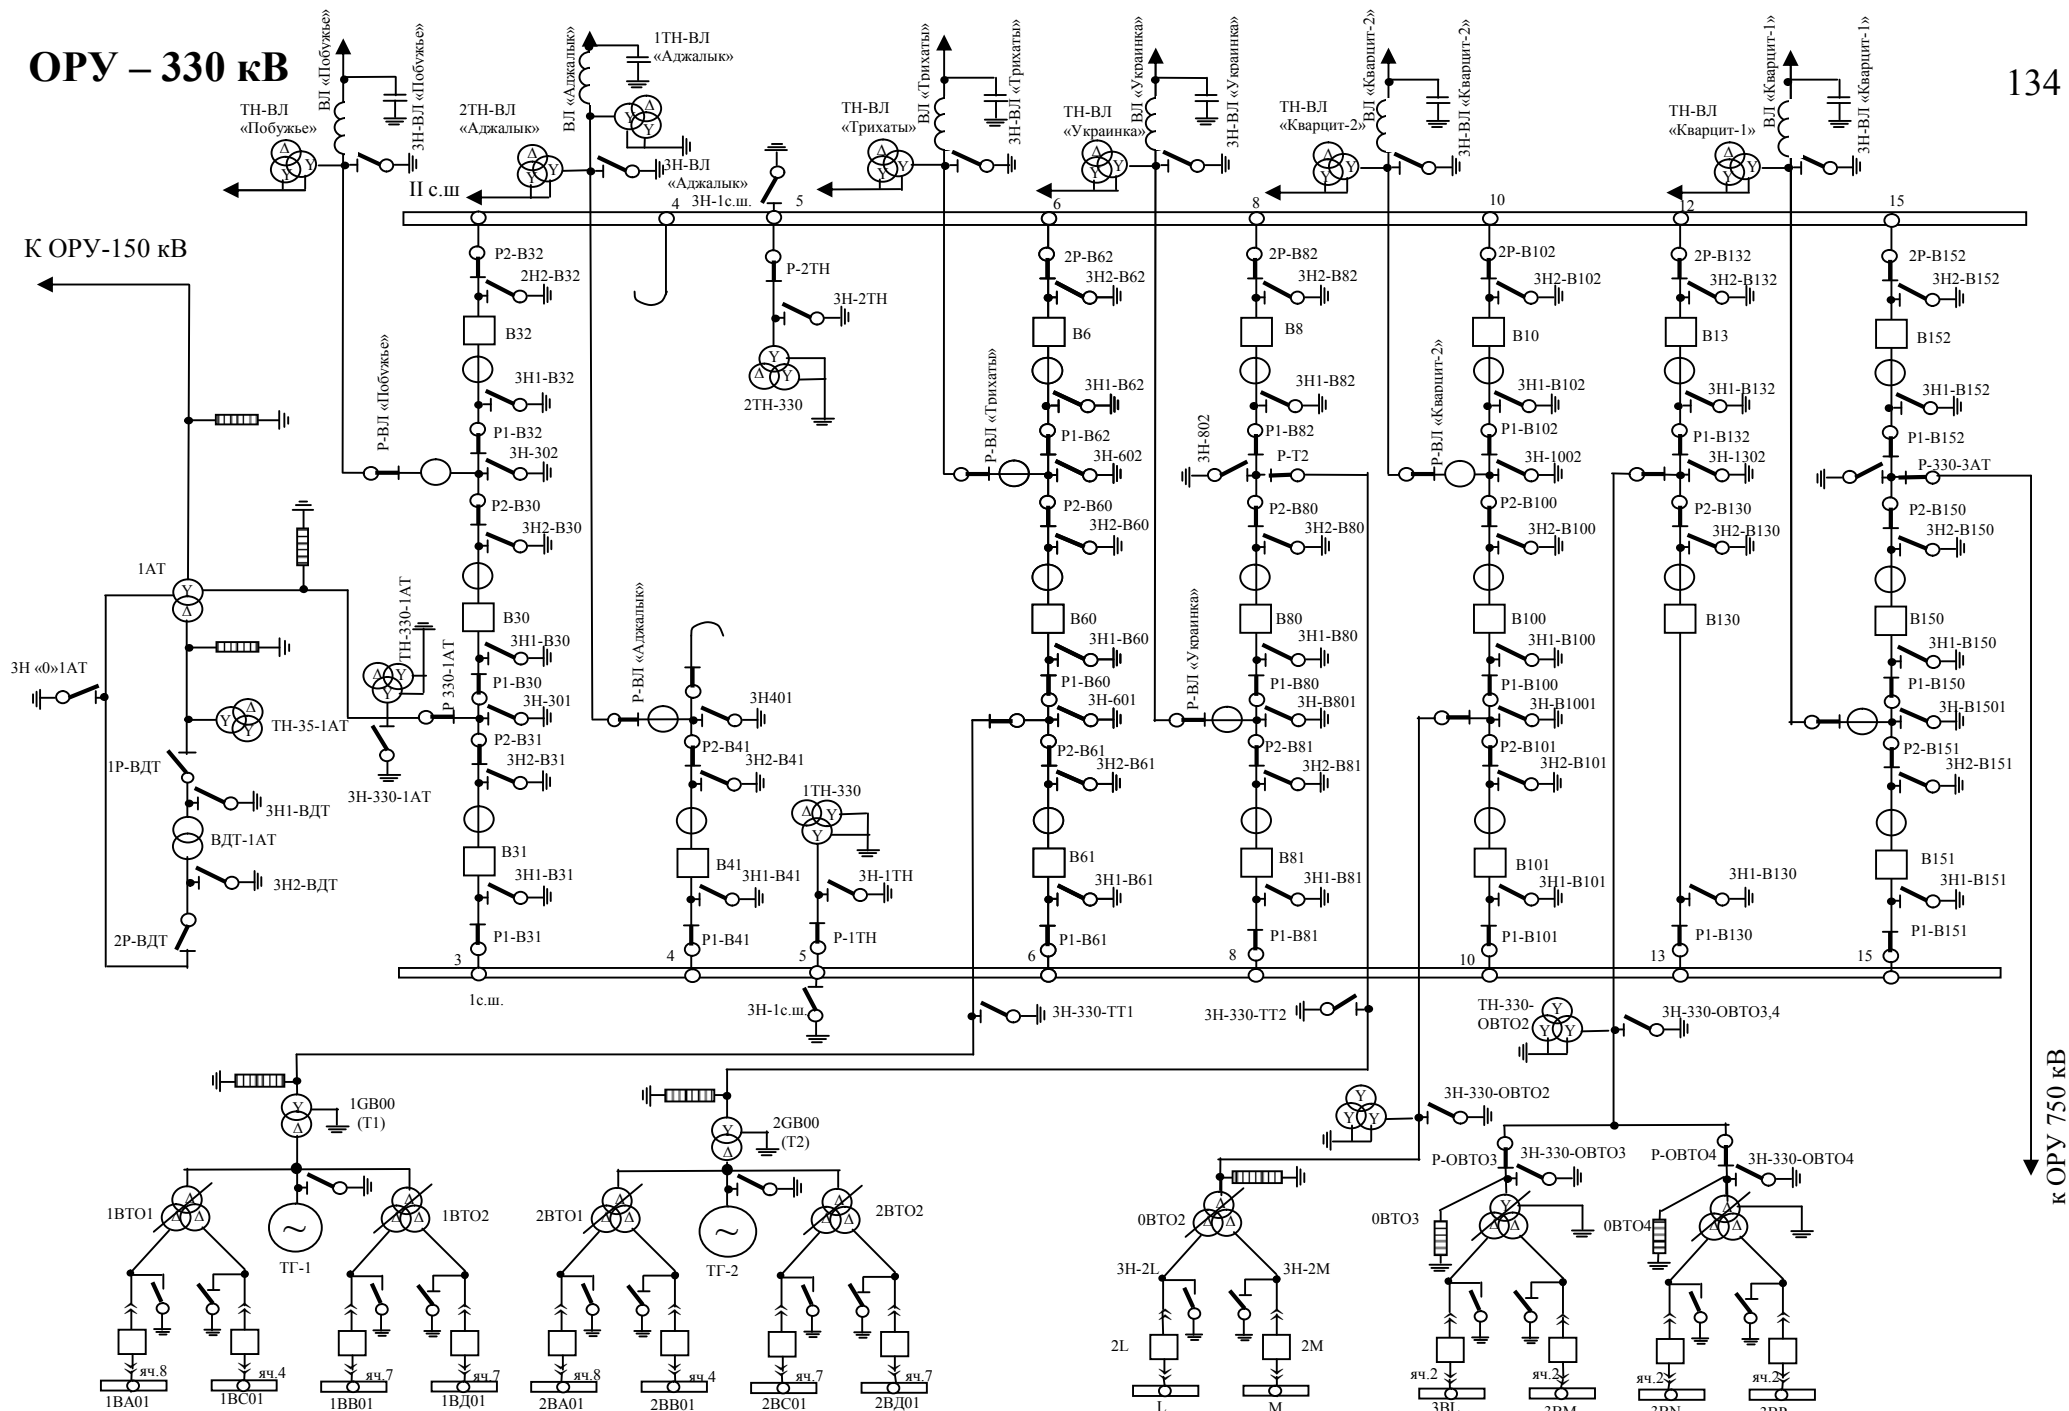 ОРУ – 330 кВ
134
ВЛ «Побужье»
ЗН-ВЛ «Побужье»
ТН-ВЛ
«Побужье»
ВЛ «Аджалык»
1ТН-ВЛ
«Аджалык»
2ТН-ВЛ
«Аджалык»
ЗН-ВЛ
«Аджалык»
ЗН-1с.ш.
ВЛ «Трихаты»
ЗН-ВЛ «Трихаты»
ТН-ВЛ
«Трихаты»
ВЛ «Украинка»
ЗН-ВЛ «Украинка»
ТН-ВЛ
«Украинка»
ВЛ «Кварцит-2»
ЗН-ВЛ «Кварцит-2»
ТН-ВЛ
«Кварцит-2»
ВЛ «Кварцит-1»
ЗН-ВЛ «Кварцит-1»
ТН-ВЛ
«Кварцит-1»
II с.ш
4
5
6
8
10
12
15
К ОРУ-150 кВ
Р2-В32
2Н2-В32
В32
ЗН1-В32
Р1-В32
ЗН-302
Р-ВЛ «Побужье»
Р2-В30
ЗН2-В30
В30
ЗН1-В30
Р1-В30
ЗН-301
Р2-В31
ЗН2-В31
В31
ЗН1-В31
Р1-В31
3
1с.ш.
Р-2ТН
ЗН-2ТН
2ТН-330
1АТ
ЗН «0»1АТ
ТН-35-1АТ
1Р-ВДТ
ЗН1-ВДТ
ВДТ-1АТ
ЗН2-ВДТ
2Р-ВДТ
ТН-330-1АТ
Р 330-1АТ
ЗН-330-1АТ
Р-ВЛ «Аджалык»
ЗН401
Р2-В41
ЗН2-В41
В41
ЗН1-В41
Р1-В41
4
1ТН-330
ЗН-1ТН
Р-1ТН
5
ЗН-1с.ш.
2Р-В62
ЗН2-В62
В6
ЗН1-В62
Р1-В62
ЗН-602
Р-ВЛ «Трихаты»
Р2-В60
ЗН2-В60
В60
ЗН1-В60
Р1-В60
ЗН-601
Р2-В61
ЗН2-В61
В61
ЗН1-В61
Р1-В61
6
ЗН-330-ТТ1
2Р-В82
ЗН2-В82
В8
ЗН1-В82
Р1-В82
ЗН-802
Р-Т2
Р2-В80
ЗН2-В80
В80
ЗН1-В80
Р1-В80
ЗН-В801
Р-ВЛ «Украинка»
Р2-В81
ЗН2-В81
В81
ЗН1-В81
Р1-В81
8
ЗН-330-ТТ2
2Р-В102
ЗН2-В102
В10
ЗН1-В102
Р1-В102
ЗН-1002
Р-ВЛ «Кварцит-2»
Р2-В100
ЗН2-В100
В100
ЗН1-В100
Р1-В100
ЗН-В1001
Р2-В101
ЗН2-В101
В101
ЗН1-В101
Р1-В101
10
2Р-В132
ЗН2-В132
В13
ЗН1-В132
Р1-В132
ЗН-1302
Р2-В130
ЗН2-В130
В130
ЗН1-В130
Р1-В130
13
2Р-В152
ЗН2-В152
В152
ЗН1-В152
Р1-В152
Р-330-3АТ
Р2-В150
ЗН2-В150
В150
ЗН1-В150
Р1-В150
ЗН-В1501
Р2-В151
ЗН2-В151
В151
ЗН1-В151
Р1-В151
15
ТН-330-
ОВТО2
ЗН-330-ОВТО3,4
к ОРУ 750 кВ
1GB00
(Т1)
2GB00
(Т2)
ЗН-330-ОВТО2
Р-ОВТО3
ЗН-330-ОВТО3
Р-ОВТО4
ЗН-330-ОВТО4
1ВТО1
ТГ-1
1ВТО2
2ВТО1
ТГ-2
2ВТО2
0ВТО2
0ВТО3
0ВТО4
ЗН-2L
ЗН-2М
2L
2М
яч.8
яч.4
яч.7
яч.7
яч.8
яч.4
яч.7
яч.7
яч.2
яч.2
яч.2
яч.2
1ВА01
1ВС01
1ВВ01
1ВД01
2ВА01
2ВВ01
2ВС01
2ВД01
L
М
3BL
3BM
3BN
3BP